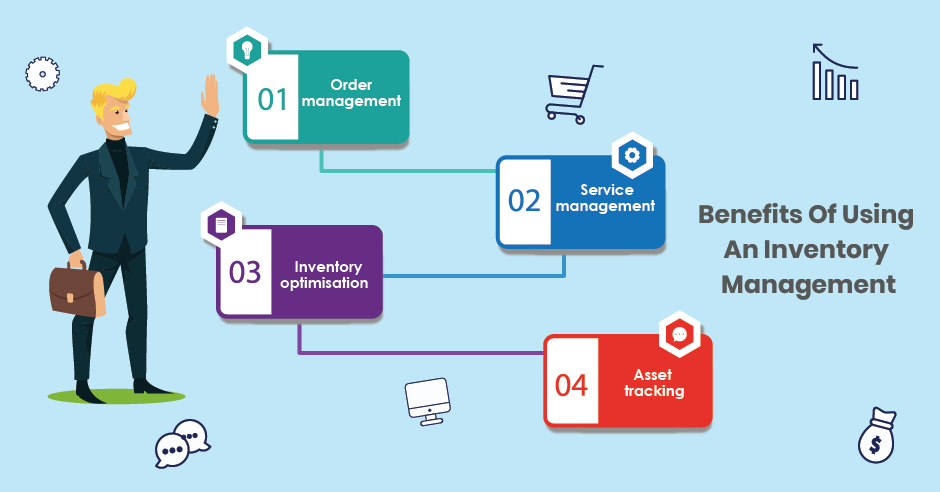 01
Order
management
02
Service
management
03
Inventory
optimisation
04
Asset
tracking
Benefits Of Using
An Inventory
Management
$